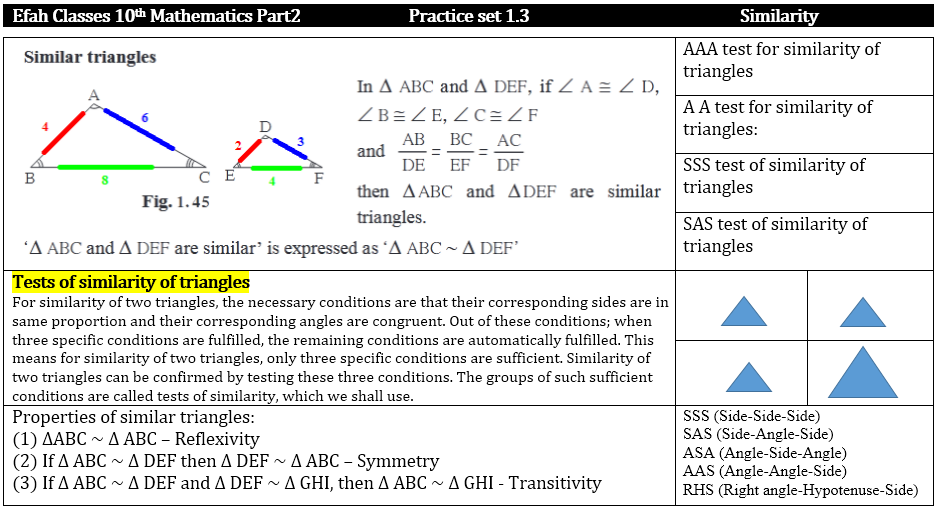 Efah Classes 10th Mathematics Part2 Practice set 1.3 Similarity
Similar triangles
A
4
6
B
8
C
D
2
3
E
4
F
Fig. 1.45
In Δ ABC and Δ DEF, if ∠ A ≅ ∠ D,
∠ B ≅ ∠ E, ∠ C ≅ ∠ F
and AB/DE = BC/EF = AC/DF
then Δ ABC and Δ DEF are similar
triangles.
‘Δ ABC and Δ DEF are similar’ is expressed as ‘Δ ABC ~ Δ DEF’
AAA test for similarity of
triangles
A A test for similarity of
triangles:
SSS test of similarity of
triangles
SAS test of similarity of
triangles
Tests of similarity of triangles
For similarity of two triangles, the necessary conditions are that their corresponding sides are in
same proportion and their corresponding angles are congruent. Out of these conditions; when
three specific conditions are fulfilled, the remaining conditions are automatically fulfilled. This
means for similarity of two triangles, only three specific conditions are sufficient. Similarity of
two triangles can be confirmed by testing these three conditions. The groups of such sufficient
conditions are called tests of similarity, which we shall use.
Properties of similar triangles:
(1) ΔABC ~ Δ ABC – Reflexivity
(2) If Δ ABC ~ Δ DEF then Δ DEF ~ Δ ABC – Symmetry
(3) If Δ ABC ~ Δ DEF and Δ DEF ~ Δ GHI, then Δ ABC ~ Δ GHI - Transitivity
SSS (Side-Side-Side)
SAS (Side-Angle-Side)
ASA (Angle-Side-Angle)
AAS (Angle-Angle-Side)
RHS (Right angle-Hypotenuse-Side)